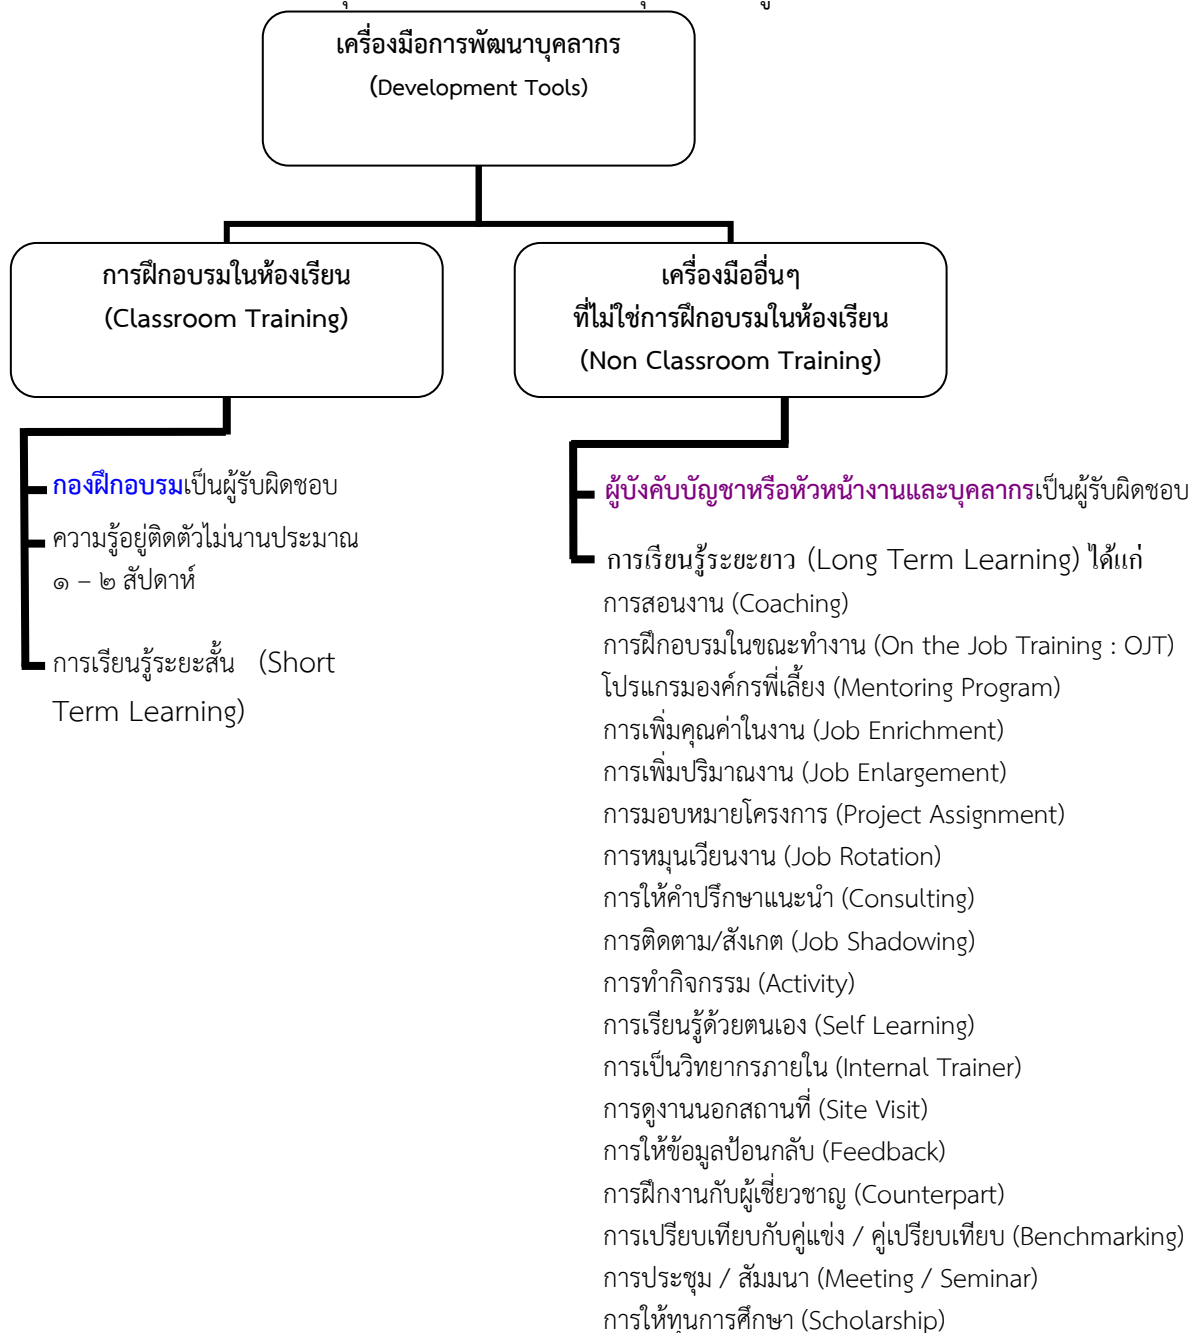 เครื่องมือการพัฒนาบุคลากร
(Development Tools)
การฝึกอบรมในห้องเรียน
(Classroom Training)
เครื่องมืออื่นๆ
ที่ไม่ใช่การฝึกอบรมในห้องเรียน
(Non Classroom Training)
กองฝึกอบรมเป็นผู้รับผิดชอบ
ความรู้อยู่ติดตัวไม่นานประมาณ
๑ – ๒ สัปดาห์
การเรียนรู้ระยะสั้น (Short
Term Learning)
ผู้บังคับบัญชาหรือหัวหน้างานและบุคลากรเป็นผู้รับผิดชอบ
การเรียนรู้ระยะยาว (Long Term Learning) ได้แก่
การสอนงาน (Coaching)
การฝึกอบรมในขณะทำงาน (On the Job Training : OJT)
โปรแกรมองค์กรพี่เลี้ยง (Mentoring Program)
การเพิ่มคุณค่าในงาน (Job Enrichment)
การเพิ่มปริมาณงาน (Job Enlargement)
การมอบหมายโครงการ (Project Assignment)
การหมุนเวียนงาน (Job Rotation)
การให้คำปรึกษาแนะนำ (Consulting)
การติดตาม/สังเกต (Job Shadowing)
การทำกิจกรรม (Activity)
การเรียนรู้ด้วยตนเอง (Self Learning)
การเป็นวิทยากรภายใน (Internal Trainer)
การดูงานนอกสถานที่ (Site Visit)
การให้ข้อมูลป้อนกลับ (Feedback)
การฝึกงานกับผู้เชี่ยวชาญ (Counterpart)
การเปรียบเทียบกับคู่แข่ง / คู่เปรียบเทียบ (Benchmarking)
การประชุม / สัมมนา (Meeting / Seminar)
การให้ทุนการศึกษา (Scholarship)